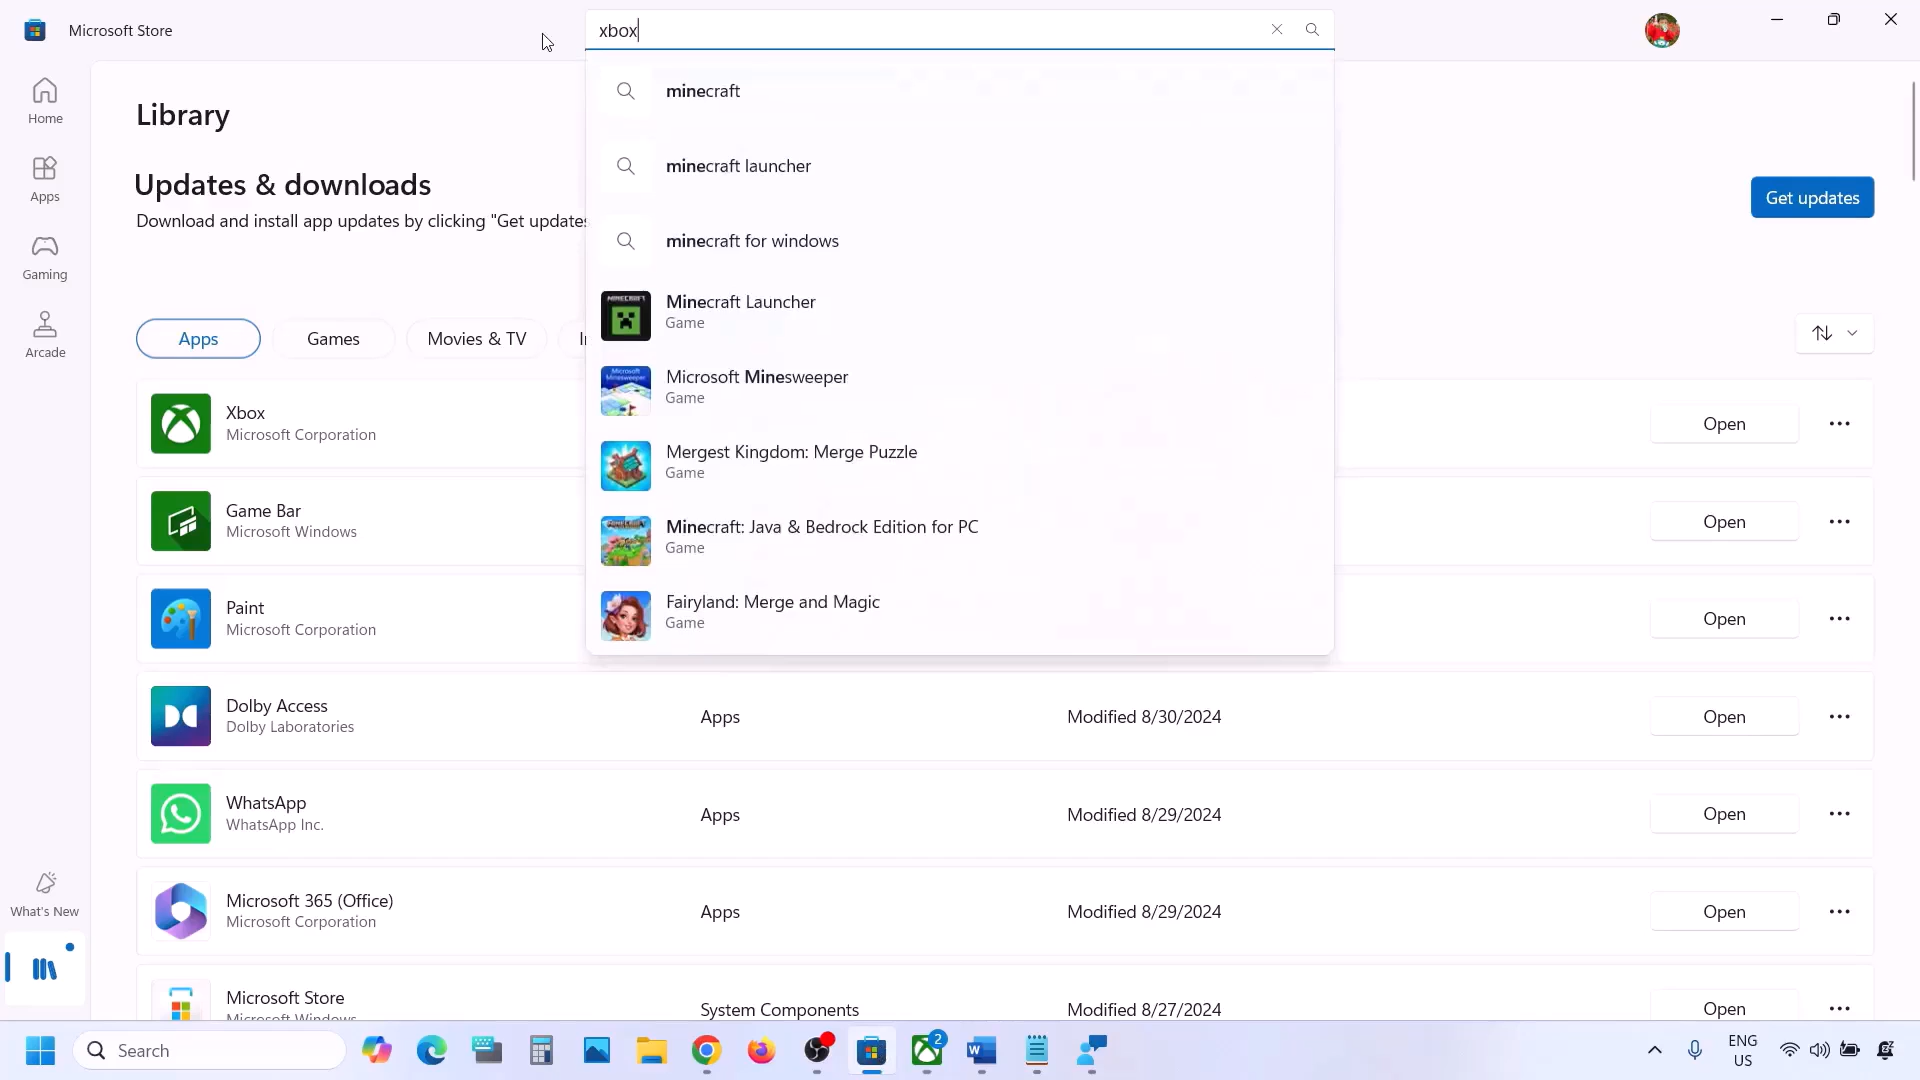 Microsoft Store
xbox
Home
Apps
Gaming
Arcade
What's New
Library
Updates & downloads
Download and install app updates by clicking "Get updates
Get updates
Apps
Games
Movies & TV
minecraft
minecraft launcher
minecraft for windows
Minecraft Launcher
Game
Microsoft Minesweeper
Game
Mergest Kingdom: Merge Puzzle
Game
Minecraft: Java & Bedrock Edition for PC
Game
Fairyland: Merge and Magic
Game
Xbox
Microsoft Corporation
Open
Game Bar
Microsoft Windows
Open
Paint
Microsoft Corporation
Open
Dolby Access
Dolby Laboratories
Apps
Modified 8/30/2024
Open
WhatsApp
WhatsApp Inc.
Apps
Modified 8/29/2024
Open
Microsoft 365 (Office)
Microsoft Corporation
Apps
Modified 8/29/2024
Open
Microsoft Store
Microsoft Windows
System Components
Modified 8/27/2024
Open
Search
2
ENG
US